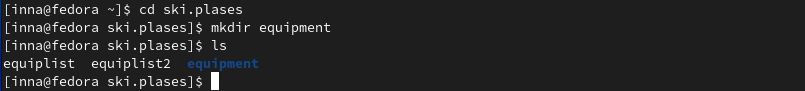 [inna@fedora ~]$ cd ski.plases
[inna@fedora ski.plases]$ mkdir equipment
[inna@fedora ski.plases]$ ls
equiplist  equiplist2  equipment
[inna@fedora ski.plases]$